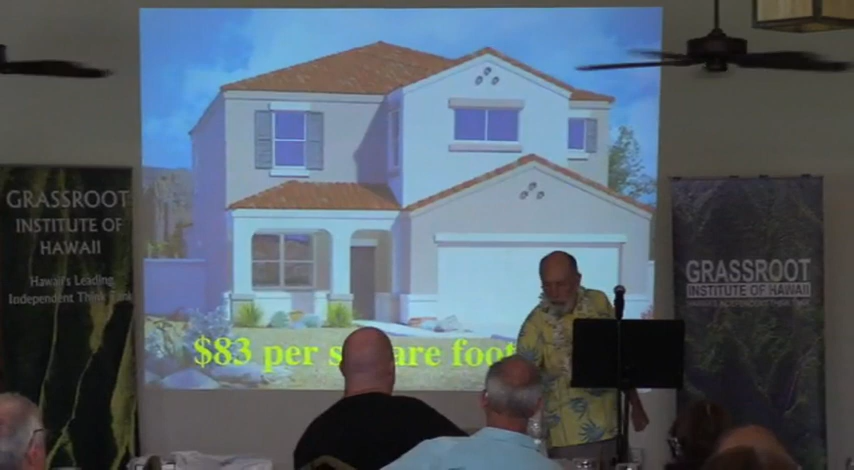 GRASSROOT
INSTITUTE OF
HAWAII
Hawaii's Leading
Independent Think Tank
$83 per square foot
GRASSROOT
INSTITUTE OF HAWAII